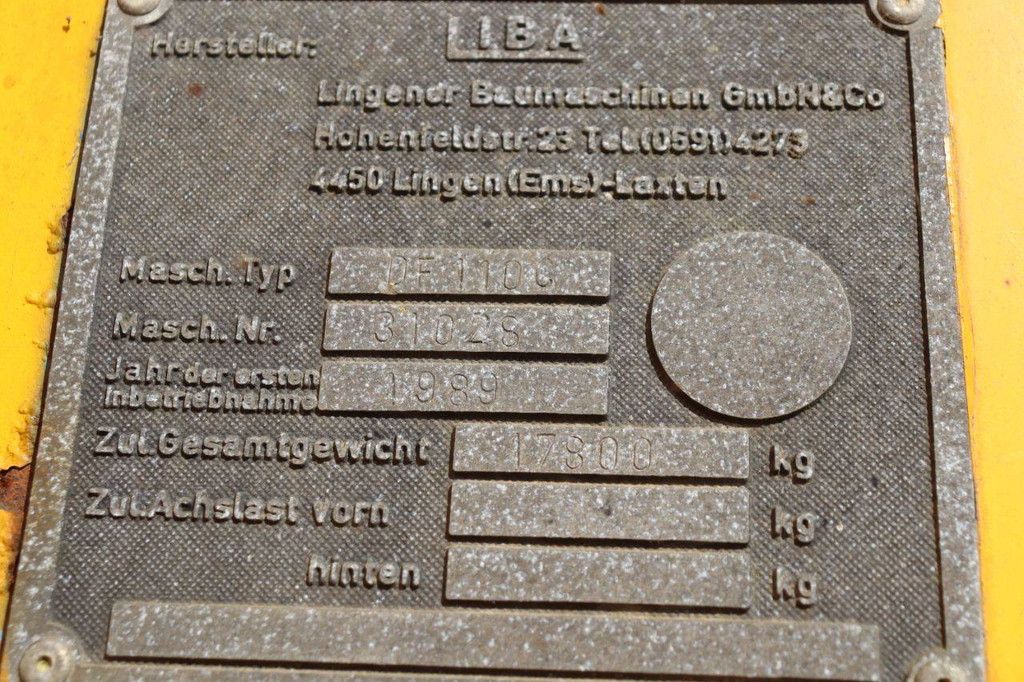 Hersteller: LIBA
Lingener Baumaschinen GmbH&Co
Hohenfeldstr.23 Tel.(0591)4273
4450 Lingen(Ems)-Laxten
Masch. Typ DF 110C
Masch. Nr. 31028
Jahr der ersten Inbetriebnahme 1989
Zul.Gesamtgewicht 17800 kg
Zul.Achslast vorn kg
hinten kg